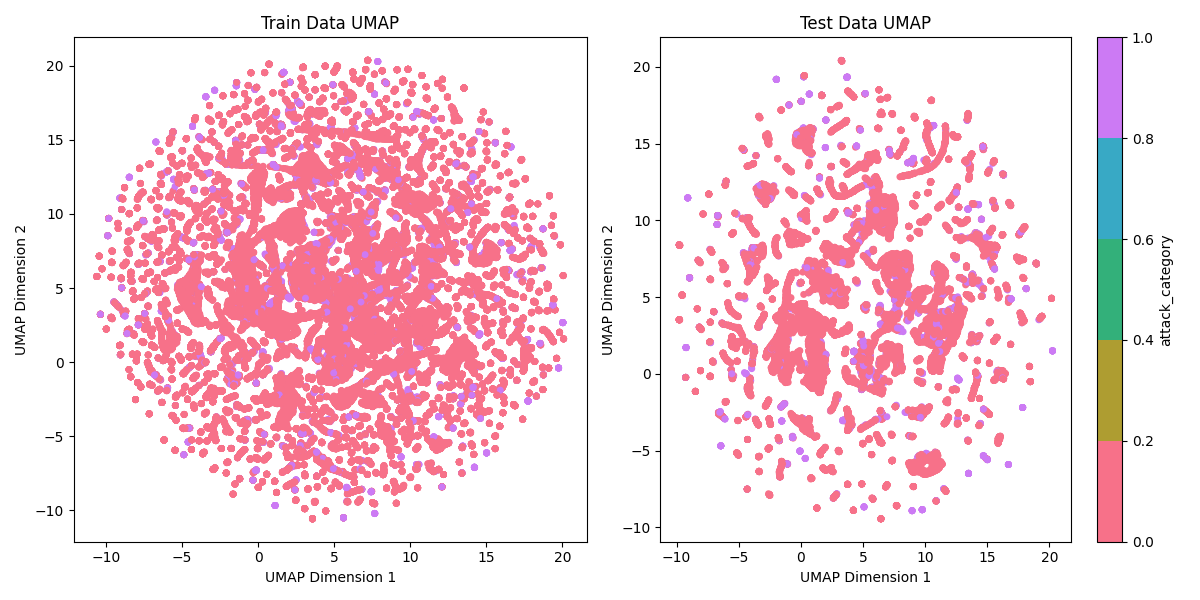 Train Data UMAP
20
15
10
5
0
−5
−10
UMAP Dimension 2
−10 −5 0 5 10 15 20
UMAP Dimension 1
Test Data UMAP
20
15
10
5
0
−5
−10
UMAP Dimension 2
−10 −5 0 5 10 15 20
UMAP Dimension 1
1.0
0.8
0.6
0.4
0.2
0.0
attack_category